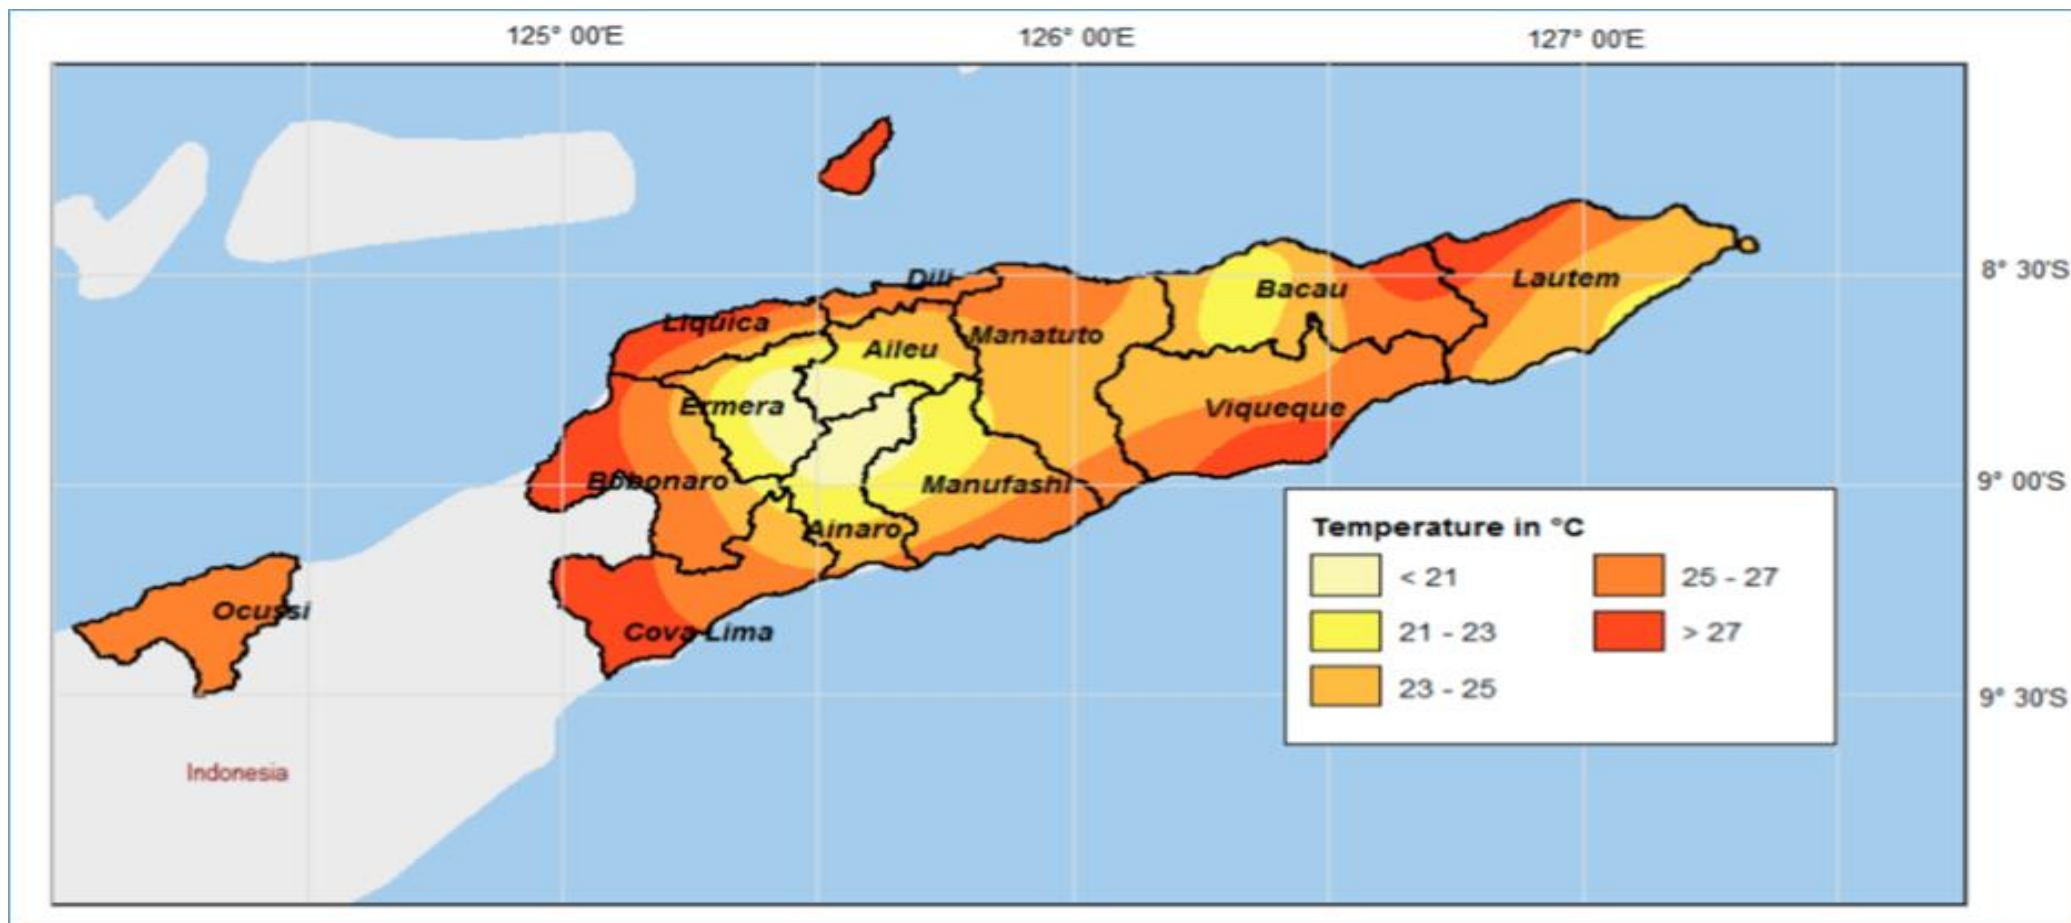 125° 00'E
126° 00'E
127° 00'E
8° 30'S
9° 00'S
9° 30'S
Dili
Liquica
Aileu
Manatuto
Bacau
Lautem
Ermera
Viqueque
Bobonaro
Manufashi
Ainaro
Ocussi
Cova Lima
Indonesia
Temperature in °C
< 21
21 - 23
23 - 25
25 - 27
> 27